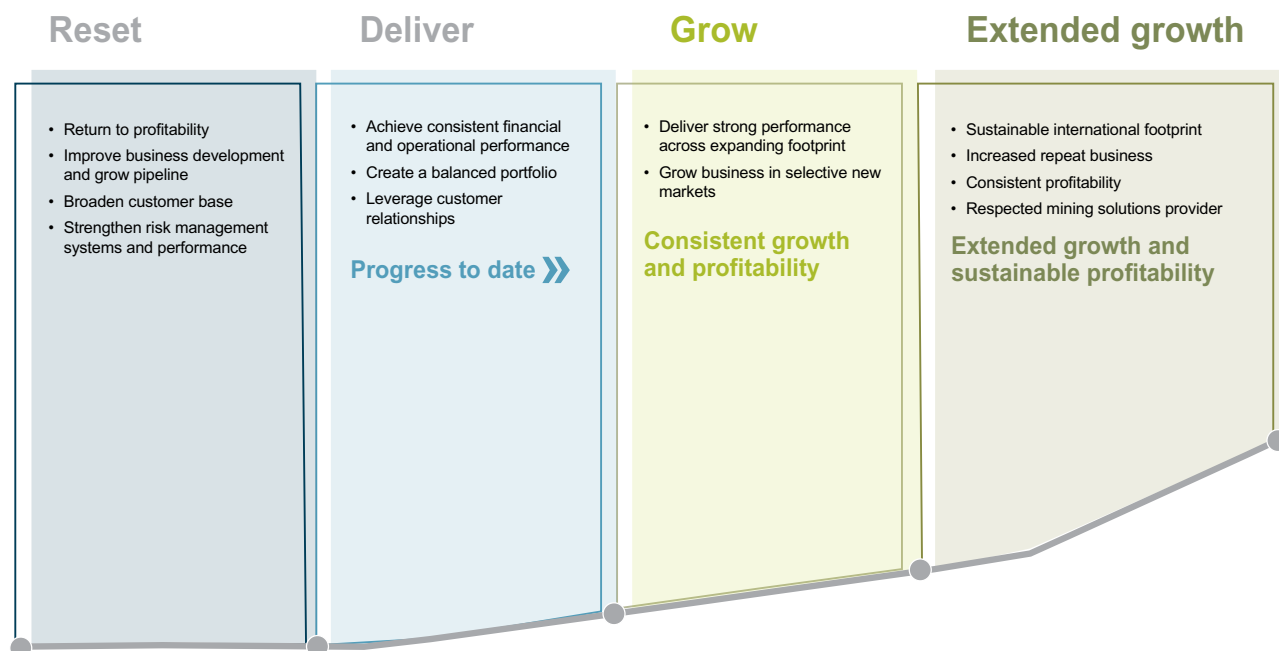 Reset
Deliver
Grow
Extended growth
• Return to profitability
• Improve business development
and grow pipeline
• Broaden customer base
• Strengthen risk management
systems and performance
• Achieve consistent financial
and operational performance
• Create a balanced portfolio
• Leverage customer
relationships
Progress to date
• Deliver strong performance
across expanding footprint
• Grow business in selective new
markets
Consistent growth
and profitability
• Sustainable international footprint
• Increased repeat business
• Consistent profitability
• Respected mining solutions provider
Extended growth and
sustainable profitability